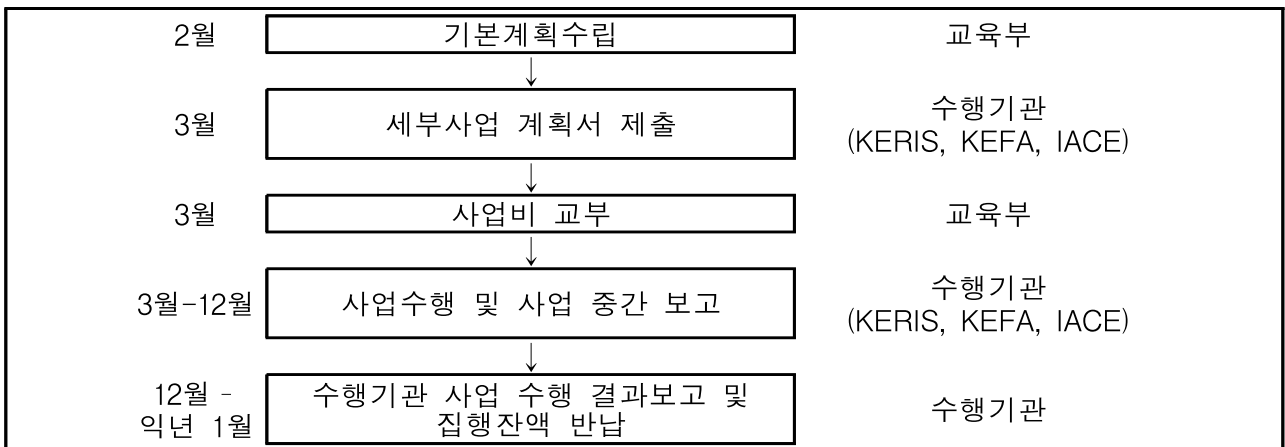 2월 기본계획수립 교육부
↓
3월 세부사업 계획서 제출 수행기관
(KERIS, KEFA, IACE)
↓
3월 사업비 교부 교육부
↓
3월-12월 사업수행 및 사업 중간 보고 수행기관
(KERIS, KEFA, IACE)
↓
12월 - 수행기관 사업 수행 결과보고 및 수행기관
익년 1월 집행잔액 반납